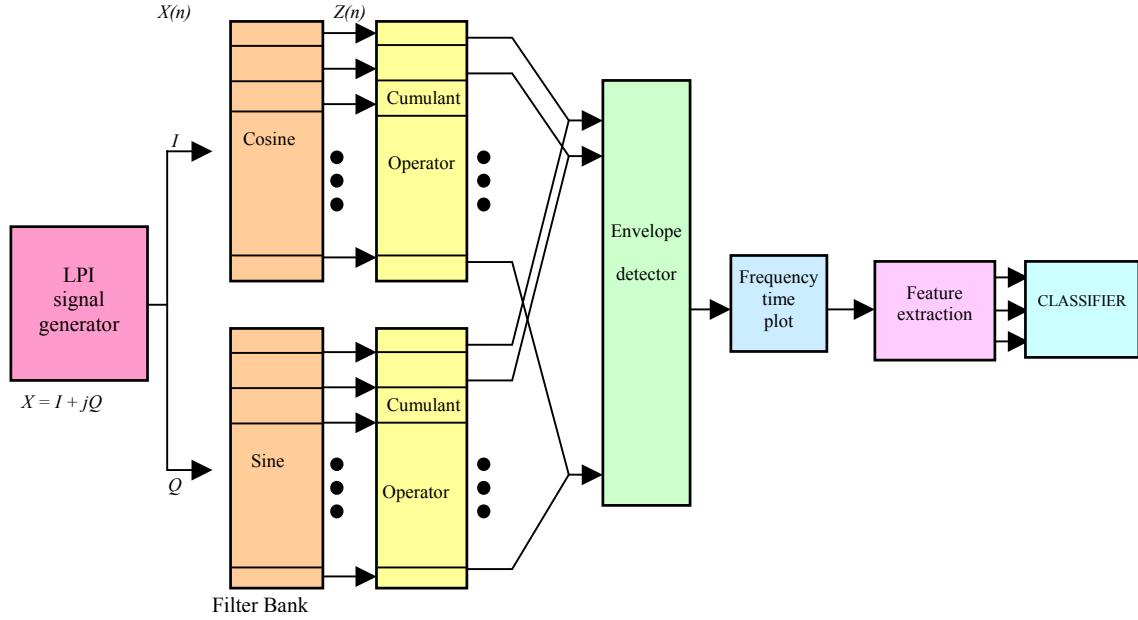 X(n)
Z(n)
I
Cosine
Cumulant
Operator
LPI
signal
generator
X = I + jQ
Q
Sine
Cumulant
Operator
Filter Bank
Envelope
detector
Frequency
time
plot
Feature
extraction
CLASSIFIER